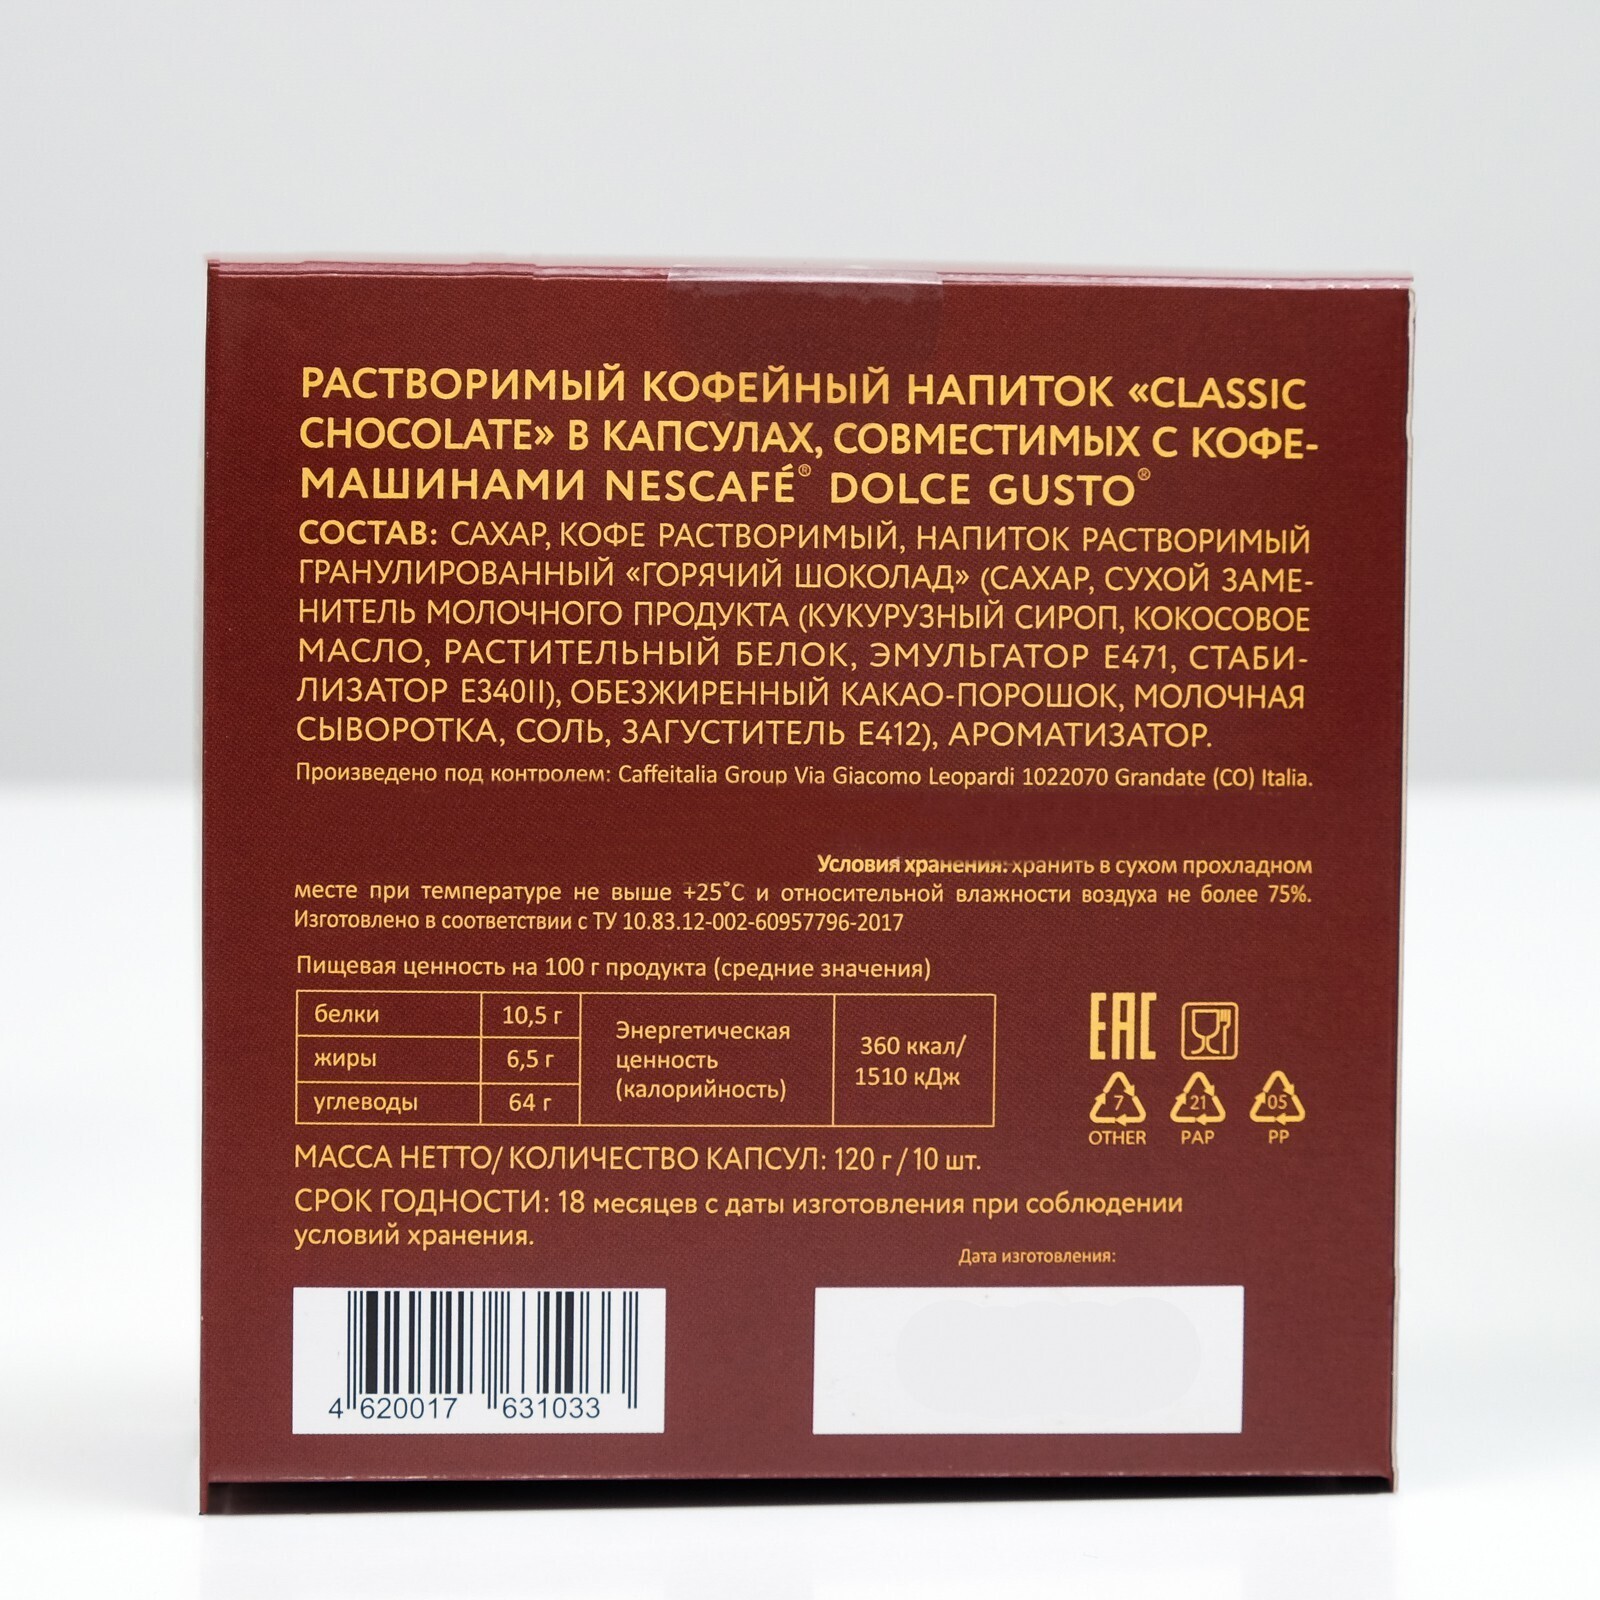 РАСТВОРИМЫЙ КОФЕЙНЫЙ НАПИТОК «CLASSIC
CHOCOLATE» В КАПСУЛАХ, СОВМЕСТИМЫХ С КОФЕ-
МАШИНАМИ NESCAFÉ® DOLCE GUSTO®
СОСТАВ: САХАР, КОФЕ РАСТВОРИМЫЙ, НАПИТОК РАСТВОРИМЫЙ
ГРАНУЛИРОВАННЫЙ «ГОРЯЧИЙ ШОКОЛАД» (САХАР, СУХОЙ ЗАМЕ-
НИТЕЛЬ МОЛОЧНОГО ПРОДУКТА (КУКУРУЗНЫЙ СИРОП, КОКОСОВОЕ
МАСЛО, РАСТИТЕЛЬНЫЙ БЕЛОК, ЭМУЛЬГАТОР Е471, СТАБИ-
ЛИЗАТОР Е340II), ОБЕЗЖИРЕННЫЙ КАКАО-ПОРОШОК, МОЛОЧНАЯ
СЫВОРОТКА, СОЛЬ, ЗАГУСТИТЕЛЬ Е412), АРОМАТИЗАТОР.
Произведено под контролем: Caffeitalia Group Via Giacomo Leopardi 1022070 Grandate (CO) Italia.
Условия хранения: хранить в сухом прохладном
месте при температуре не выше +25˚С и относительной влажности воздуха не более 75%.
Изготовлено в соответствии с ТУ 10.83.12-002-60957796-2017
Пищевая ценность на 100 г продукта (средние значения)
белки 10,5 г
жиры 6,5 г
углеводы 64 г
Энергетическая
ценность
(калорийность)
360 ккал/
1510 кДж
EAC
7 21 05
OTHER PAP PP
МАССА НЕТТО/ КОЛИЧЕСТВО КАПСУЛ: 120 г / 10 шт.
СРОК ГОДНОСТИ: 18 месяцев с даты изготовления при соблюдении
условий хранения.
Дата изготовления:
4 620017 631033